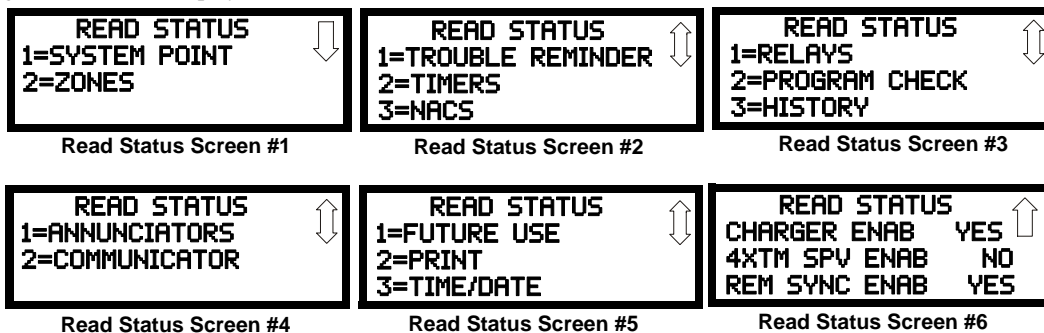 READ STATUS
1=SYSTEM POINT
2=ZONES
Read Status Screen #1
READ STATUS
1=TROUBLE REMINDER
2=TIMERS
3=NACS
Read Status Screen #2
READ STATUS
1=RELAYS
2=PROGRAM CHECK
3=HISTORY
Read Status Screen #3
READ STATUS
1=ANNUNCIATORS
2=COMMUNICATOR
Read Status Screen #4
READ STATUS
1=FUTURE USE
2=PRINT
3=TIME/DATE
Read Status Screen #5
READ STATUS
CHARGER ENAB YES
4XTM SPV ENAB NO
REM SYNC ENAB YES
Read Status Screen #6